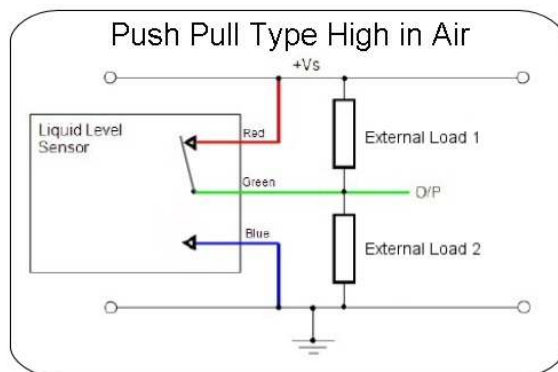 Push Pull Type High in Air
+Vs
Liquid Level
Sensor
Red
External Load 1
Green
O/P
Blue
External Load 2